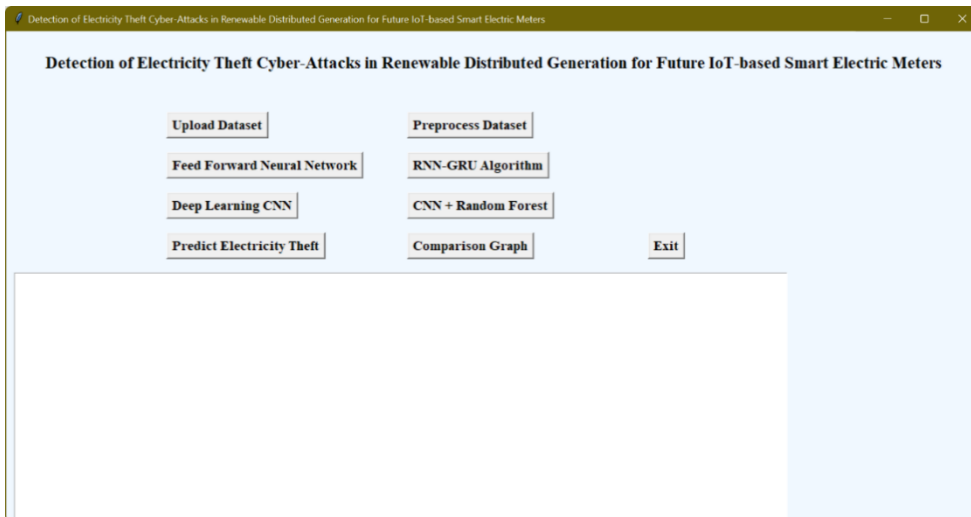 Detection of Electricity Theft Cyber-Attacks in Renewable Distributed Generation for Future IoT-based Smart Electric Meters
Detection of Electricity Theft Cyber-Attacks in Renewable Distributed Generation for Future IoT-based Smart Electric Meters
Upload Dataset Preprocess Dataset
Feed Forward Neural Network RNN-GRU Algorithm
Deep Learning CNN CNN + Random Forest
Predict Electricity Theft Comparison Graph Exit